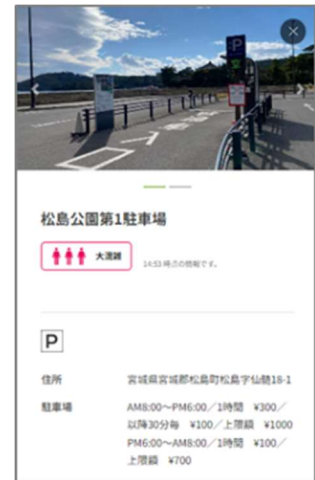 P
松島公園第1駐車場
大混雑
14:53 時点の情報です。
P
住所 宮城県宮城郡松島町松島字仙随18-1
駐車場 AM8:00～PM6:00／1時間 ¥300／
以降30分毎 ¥100／上限額 ¥1000
PM6:00～AM8:00／1時間 ¥100／
上限額 ¥700